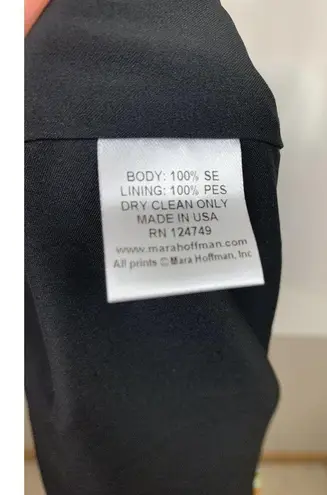 BODY: 100% SE
LINING: 100% PES
DRY CLEAN ONLY
MADE IN USA
RN 124749
www.marahoffman.com
All prints © Mara Hoffman, Inc